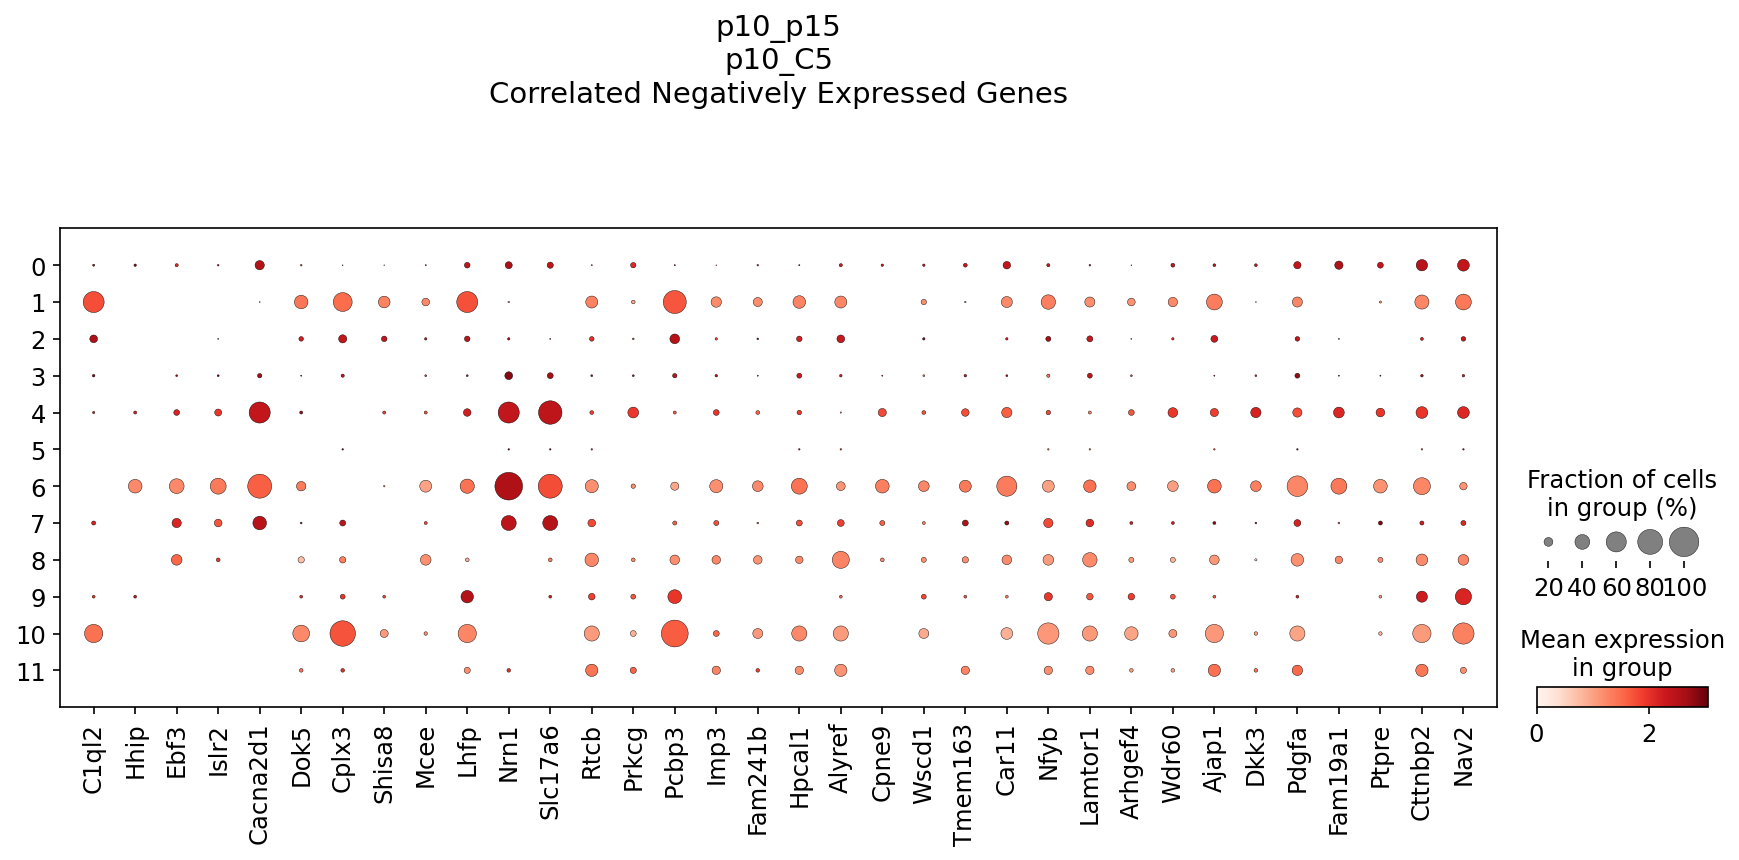 p10_p15
p10_C5
Correlated Negatively Expressed Genes
0
1
2
3
4
5
6
7
8
9
10
11
C1ql2
Hhip
Ebf3
Islr2
Cacna2d1
Dok5
Cplx3
Shisa8
Mcee
Lhfp
Nrn1
Slc17a6
Rtcb
Prkcg
Pcbp3
Imp3
Fam241b
Hpcal1
Alyref
Cpne9
Wscd1
Tmem163
Car11
Nfyb
Lamtor1
Arhgef4
Wdr60
Ajap1
Dkk3
Pdgfa
Fam19a1
Ptpre
Cttnbp2
Nav2
Fraction of cells
in group (%)
20 40 60 80 100
Mean expression
in group
0 2